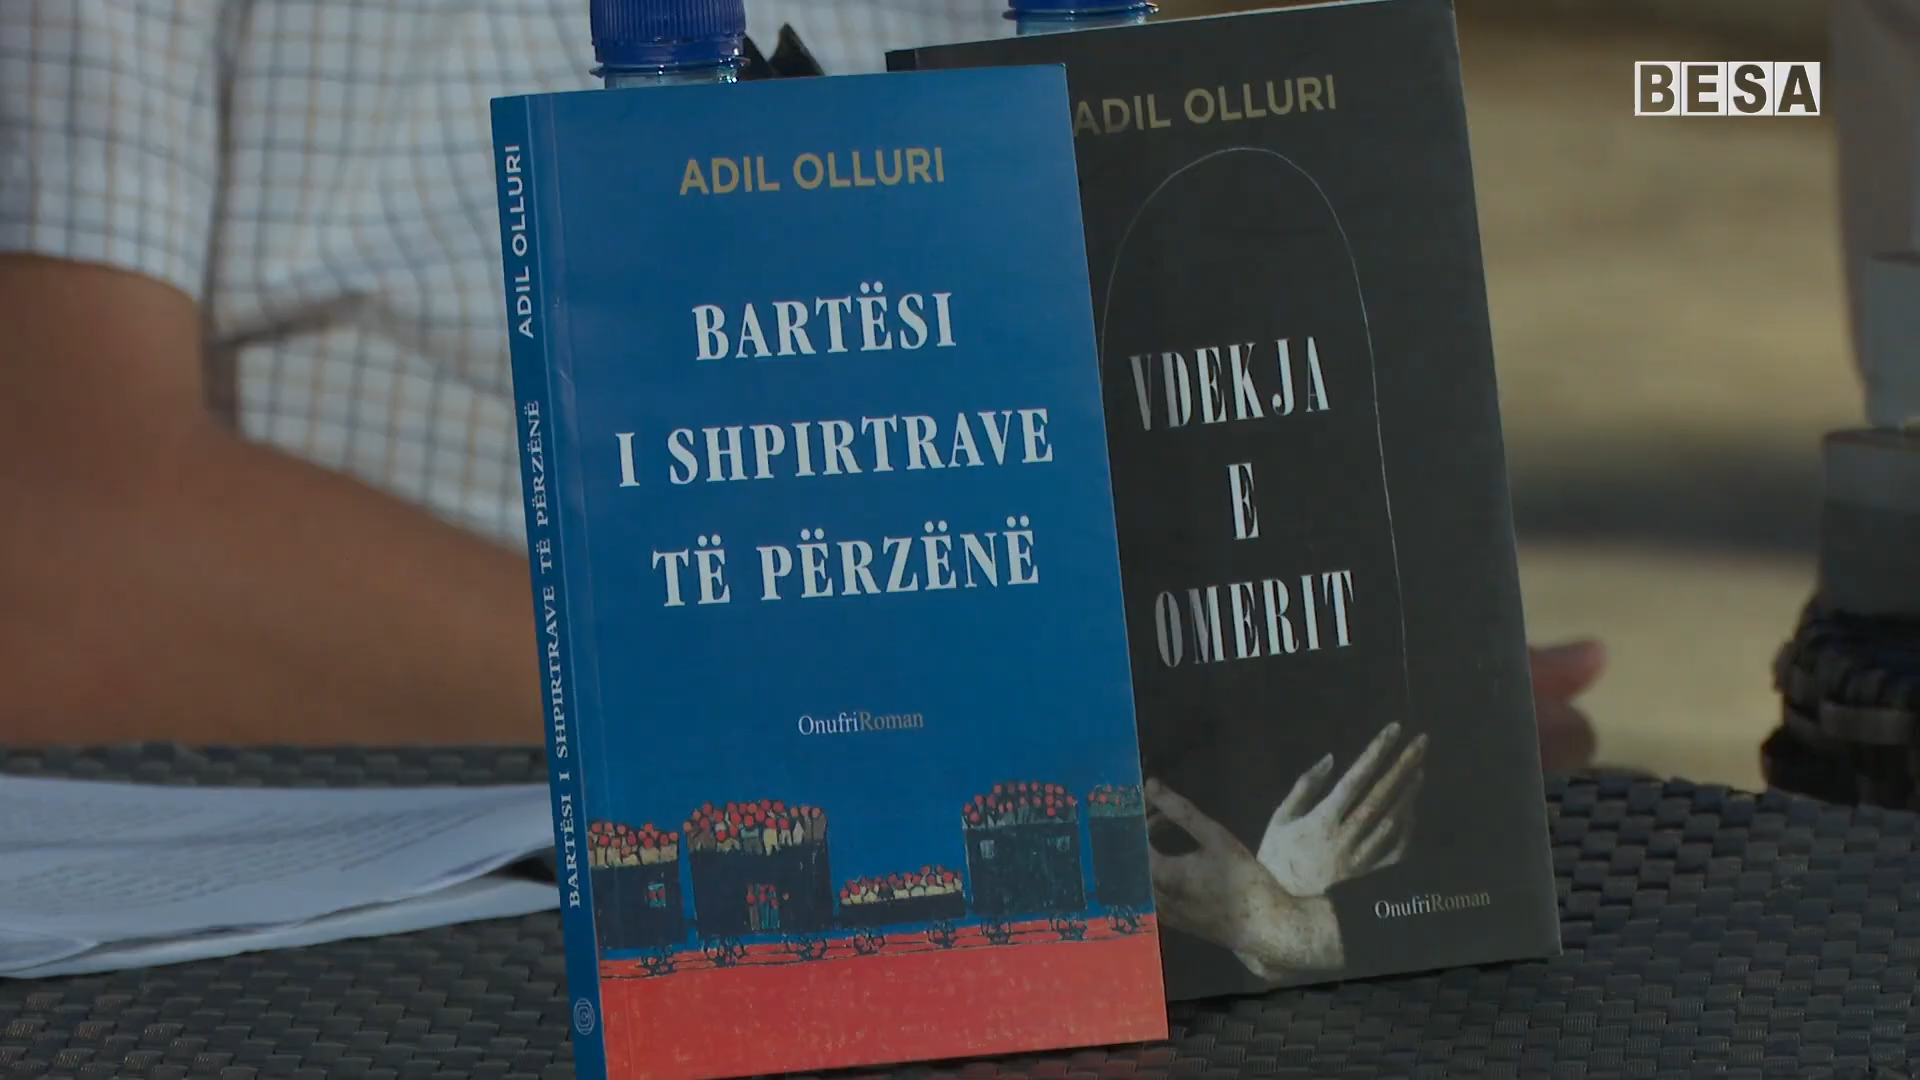 BESA
ADIL OLLURI
BARTËSI
I SHPIRTRAVE
TË PËRZËNË
OnufriRoman
ADIL OLLURI
BARTËSI I SHPIRTRAVE TË PËRZËNË
ADIL OLLURI
VDEKJA
E
OMERIT
OnufriRoman